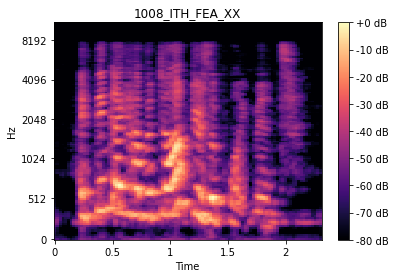 1008_ITH_FEA_XX
+0 dB
8192
-10 dB
4096
-20 dB
-30 dB
2048
Hz
-40 dB
1024
-50 dB
512
-60 dB
-70 dB
0
-80 dB
0 0.5 1 1.5 2
Time